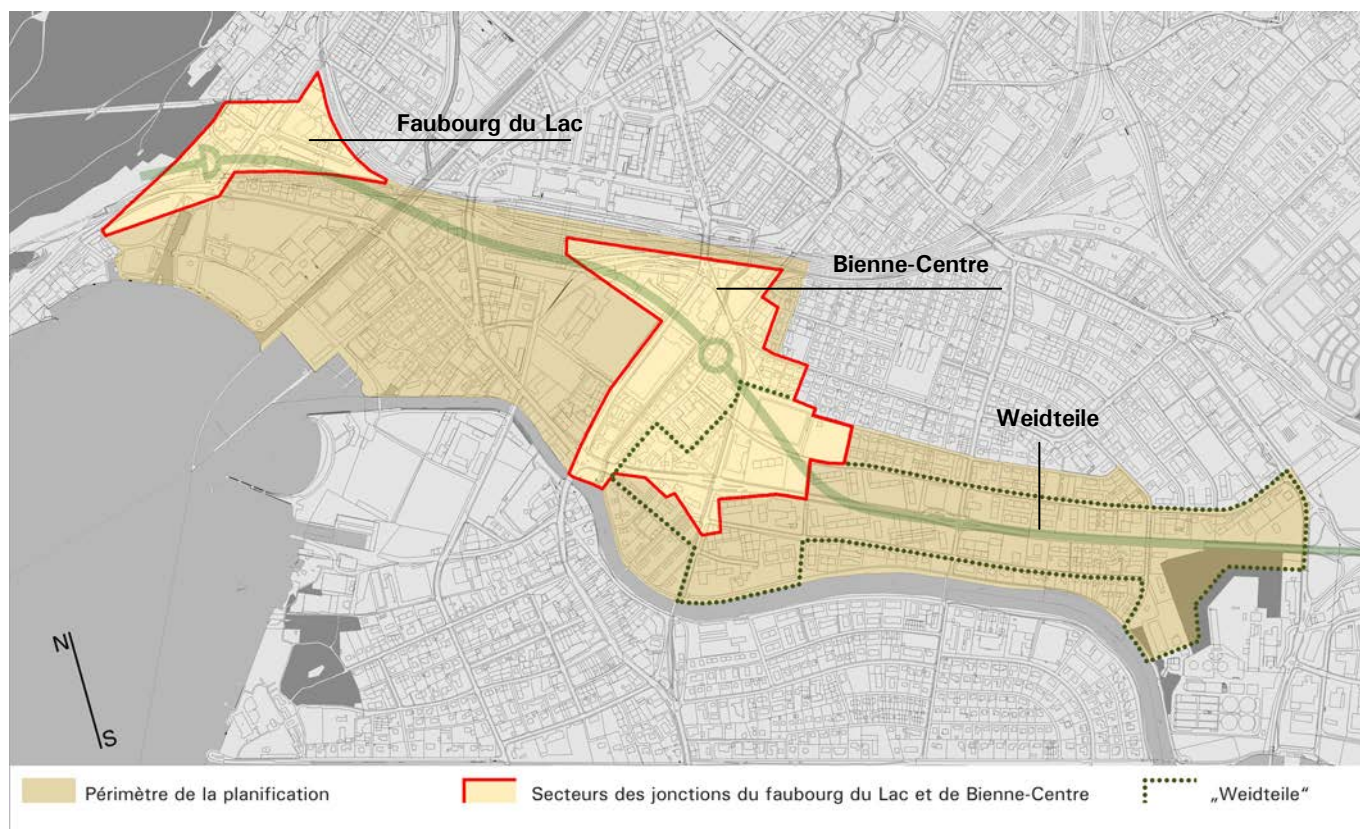 Faubourg du Lac
Bienne-Centre
Weidteile
N
S
Périmètre de la planification
Secteurs des jonctions du faubourg du Lac et de Bienne-Centre
„Weidteile“